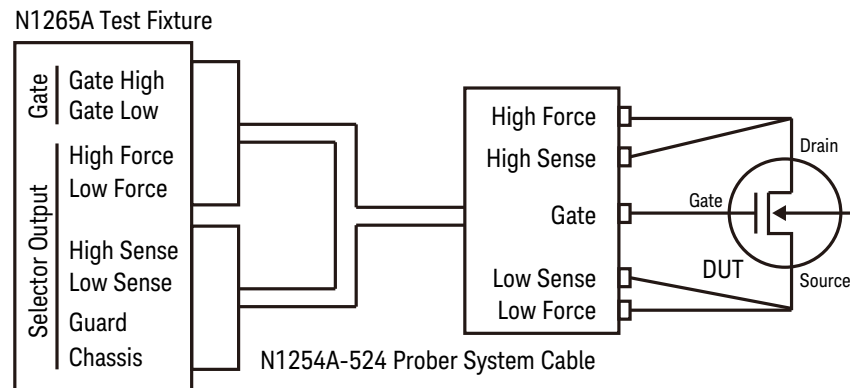 N1265A Test Fixture
Gate
Gate High
Gate Low
Selector Output
High Force
Low Force
High Sense
Low Sense
Guard
Chassis
N1254A-524 Prober System Cable
High Force
High Sense
Gate
Low Sense
Low Force
Drain
Gate
DUT
Source